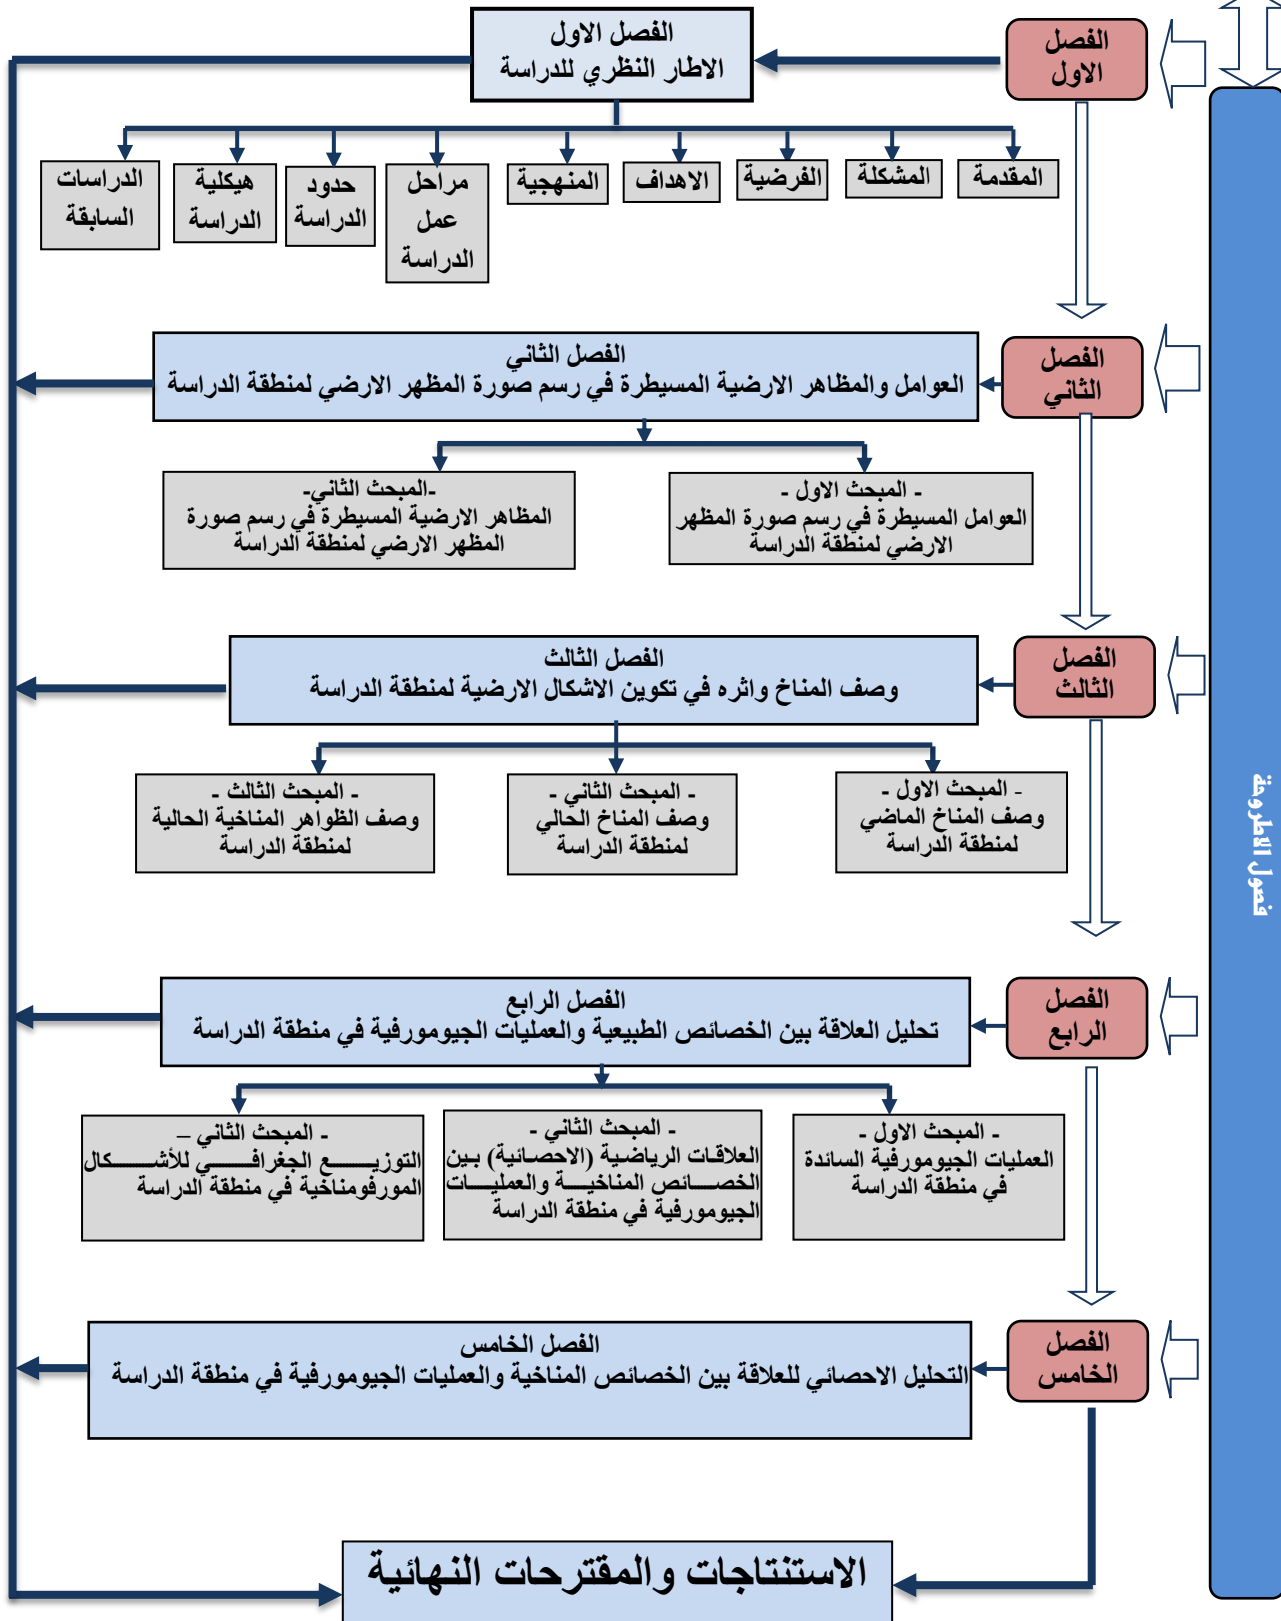 الفصل
الاول
الفصل الاول
الاطار النظري للدراسة
المقدمة
المشكلة
الفرضية
الاهداف
المنهجية
مراحل
عمل
الدراسة
حدود
الدراسة
هيكلية
الدراسة
الدراسات
السابقة
الفصل
الثاني
الفصل الثاني
العوامل والمظاهر الارضية المسيطرة في رسم صورة المظهر الارضي لمنطقة الدراسة
- المبحث الاول -
العوامل المسيطرة في رسم صورة المظهر
الارضي لمنطقة الدراسة
-المبحث الثاني-
المظاهر الارضية المسيطرة في رسم صورة
المظهر الارضي لمنطقة الدراسة
الفصل
الثالث
الفصل الثالث
وصف المناخ واثره في تكوين الاشكال الارضية لمنطقة الدراسة
- المبحث الاول -
وصف المناخ الماضي
لمنطقة الدراسة
- المبحث الثاني -
وصف المناخ الحالي
لمنطقة الدراسة
- المبحث الثالث -
وصف الظواهر المناخية الحالية
لمنطقة الدراسة
فصول الاطروحة
الفصل
الرابع
الفصل الرابع
تحليل العلاقة بين الخصائص الطبيعية والعمليات الجيومورفية في منطقة الدراسة
- المبحث الاول -
العمليات الجيومورفية السائدة
في منطقة الدراسة
- المبحث الثاني -
العلاقات الرياضية (الاحصائية) بين
الخصـــائص المناخيـــة والعمليـــات
الجيومورفية في منطقة الدراسة
- المبحث الثاني –
التوزيـــــع الجغرافـــــي للأشـــــكال
المورفومناخية في منطقة الدراسة
الفصل
الخامس
الفصل الخامس
التحليل الاحصائي للعلاقة بين الخصائص المناخية والعمليات الجيومورفية في منطقة الدراسة
الاستنتاجات والمقترحات النهائية